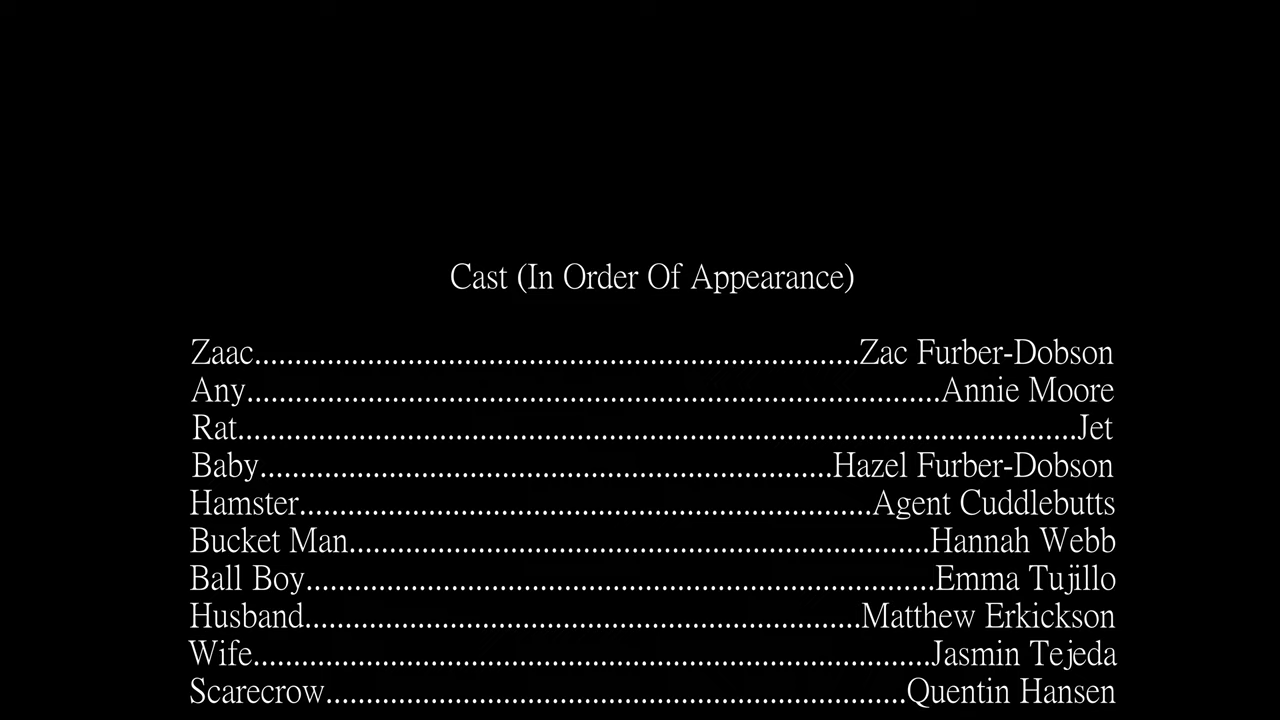 Cast (In Order Of Appearance)
Zaac..........................................................................Zac Furber-Dobson
Any.....................................................................................Annie Moore
Rat.......................................................................................................Jet
Baby......................................................................Hazel Furber-Dobson
Hamster......................................................................Agent Cuddlebutts
Bucket Man.......................................................................Hannah Webb
Ball Boy.............................................................................Emma Tujillo
Husband....................................................................Matthew Erkickson
Wife...................................................................................Jasmin Tejeda
Scarecrow.......................................................................Quentin Hansen